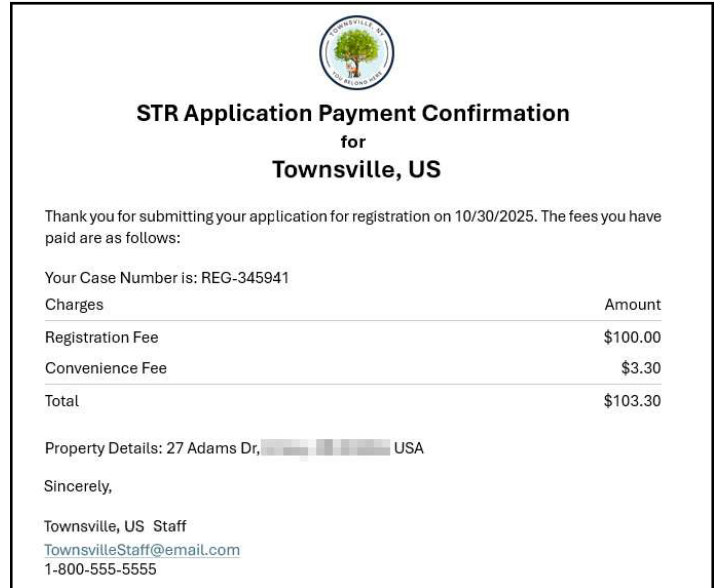 TOWNSVILLE, NY
YOU BELONG HERE
STR Application Payment Confirmation
for
Townsville, US
Thank you for submitting your application for registration on 10/30/2025. The fees you have
paid are as follows:
Your Case Number is: REG-345941
Charges Amount
Registration Fee $100.00
Convenience Fee $3.30
Total $103.30
Property Details: 27 Adams Dr, USA
Sincerely,
Townsville, US Staff
TownsvilleStaff@email.com
1-800-555-5555